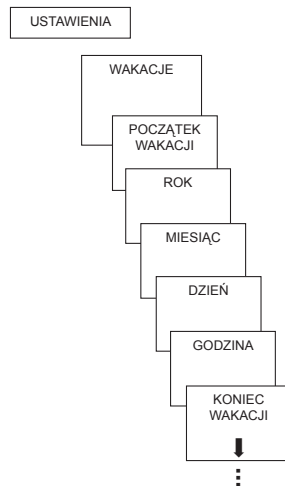 USTAWIENIA
WAKACJE
POCZĄTEK
WAKACJI
ROK
MIESIĄC
DZIEŃ
GODZINA
KONIEC
WAKACJI